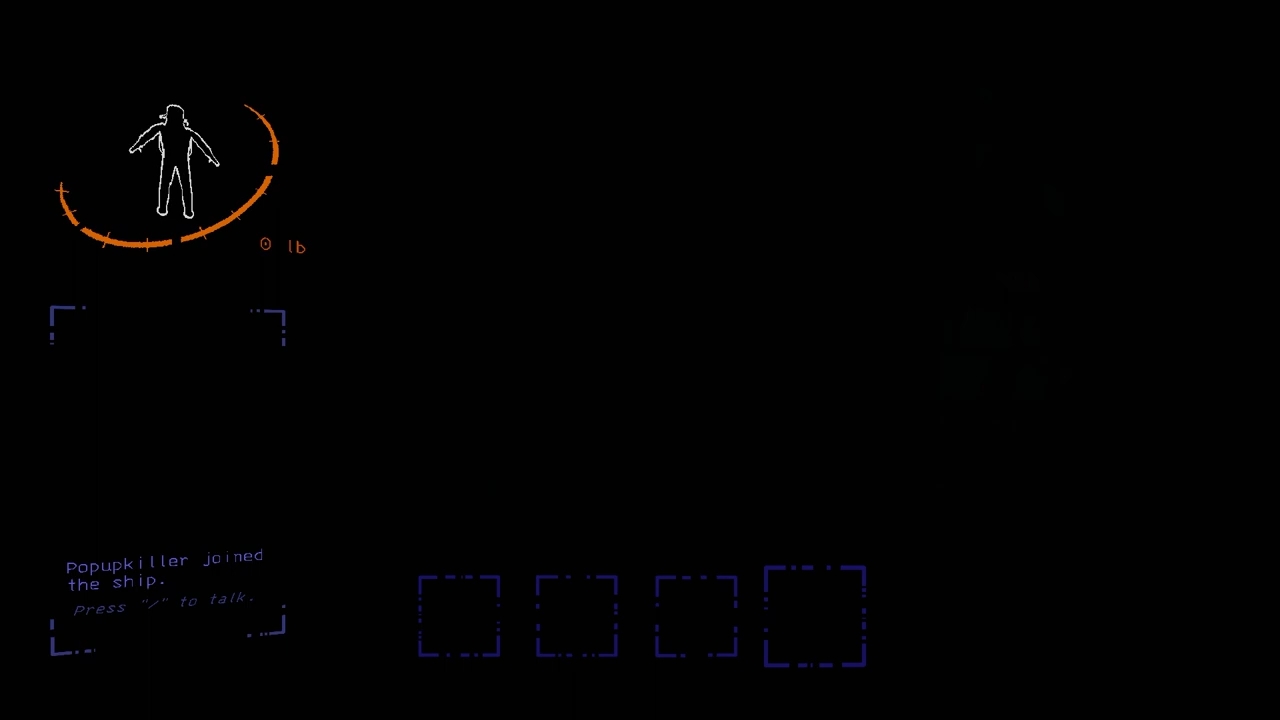 0 lb
Popupkiller joined
the ship.
Press "/" to talk.